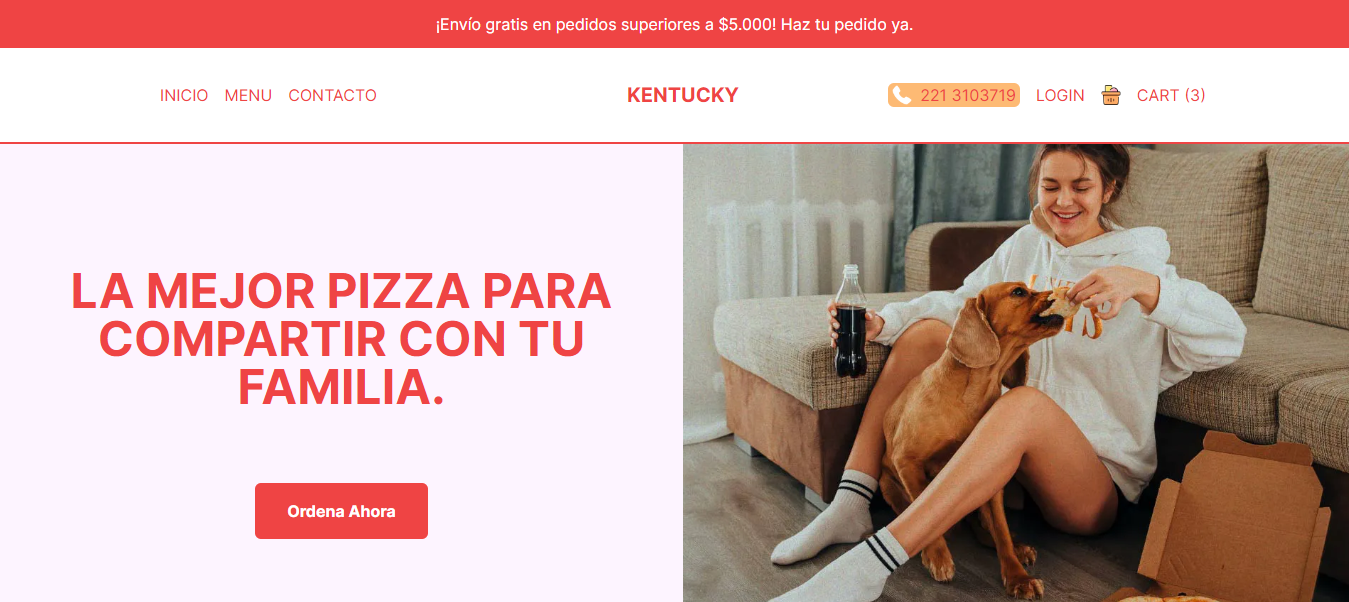 ¡Envío gratis en pedidos superiores a $5.000! Haz tu pedido ya.
INICIO MENU CONTACTO KENTUCKY 221 3103719 LOGIN CART (3)
LA MEJOR PIZZA PARA
COMPARTIR CON TU
FAMILIA.
Ordena Ahora